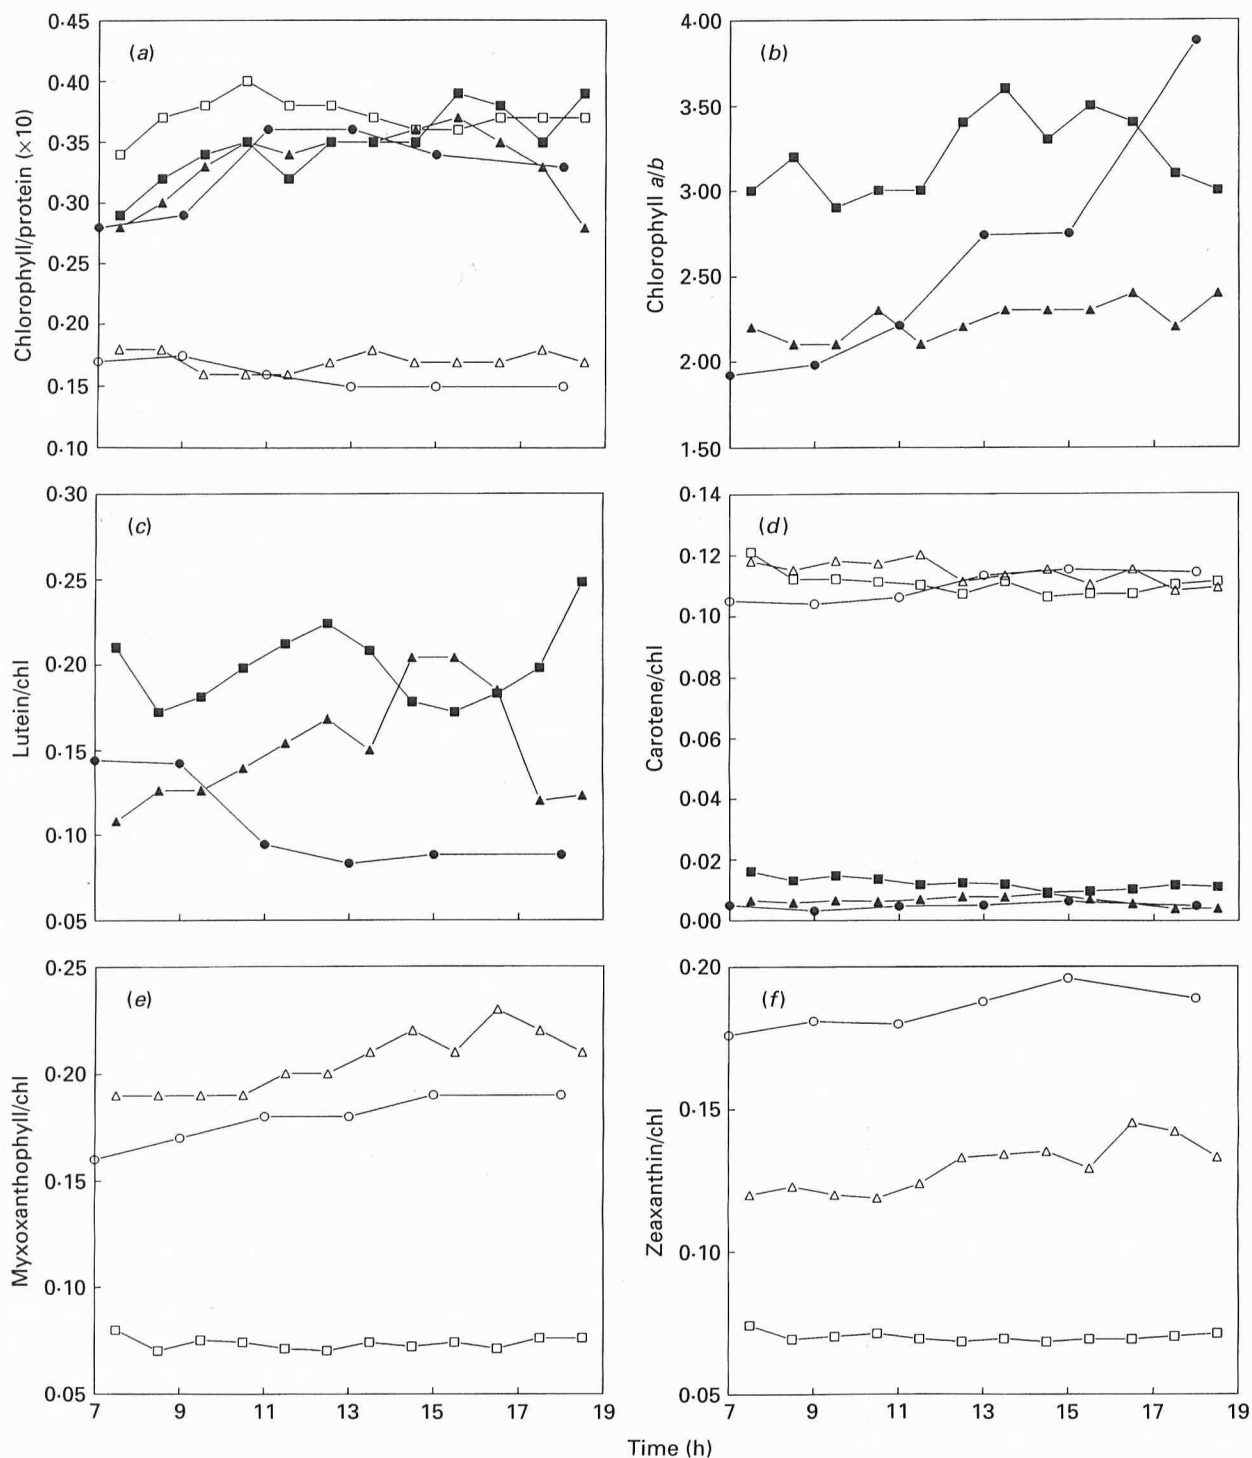 (a)
0·45
0·40
0·35
0·30
0·25
0·20
0·15
0·10
Chlorophyll/protein (×10)
(b)
4·00
3·50
3·00
2·50
2·00
1·50
Chlorophyll a/b
(c)
0·30
0·25
0·20
0·15
0·10
0·05
Lutein/chl
(d)
0·14
0·12
0·10
0·08
0·06
0·04
0·02
0·00
Carotene/chl
(e)
0·25
0·20
0·15
0·10
0·05
Myxoxanthophyll/chl
7 9 11 13 15 17 19
(f)
0·20
0·15
0·10
0·05
Zeaxanthin/chl
7 9 11 13 15 17 19
Time (h)